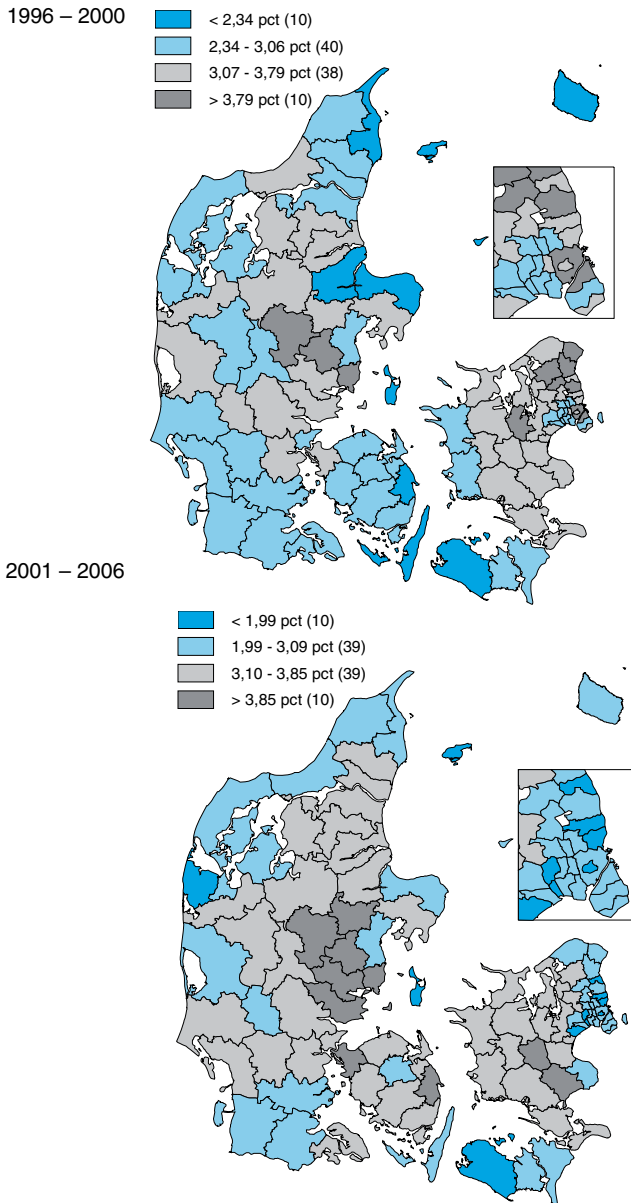 1996 – 2000
< 2,34 pct (10)
2,34 - 3,06 pct (40)
3,07 - 3,79 pct (38)
> 3,79 pct (10)
2001 – 2006
< 1,99 pct (10)
1,99 - 3,09 pct (39)
3,10 - 3,85 pct (39)
> 3,85 pct (10)